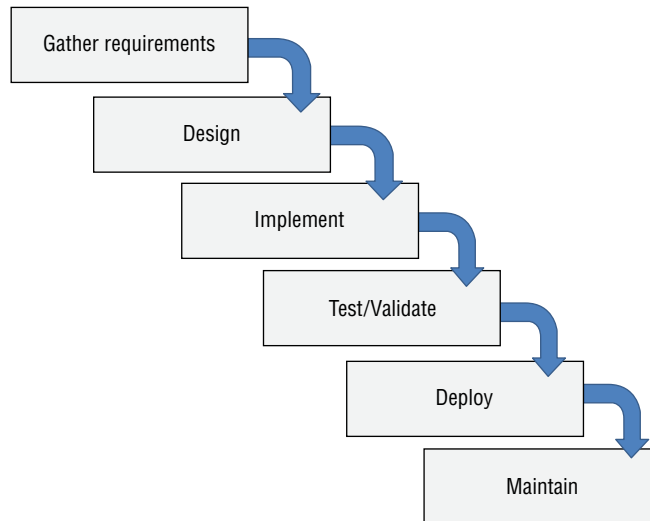 Gather requirements
Design
Implement
Test/Validate
Deploy
Maintain